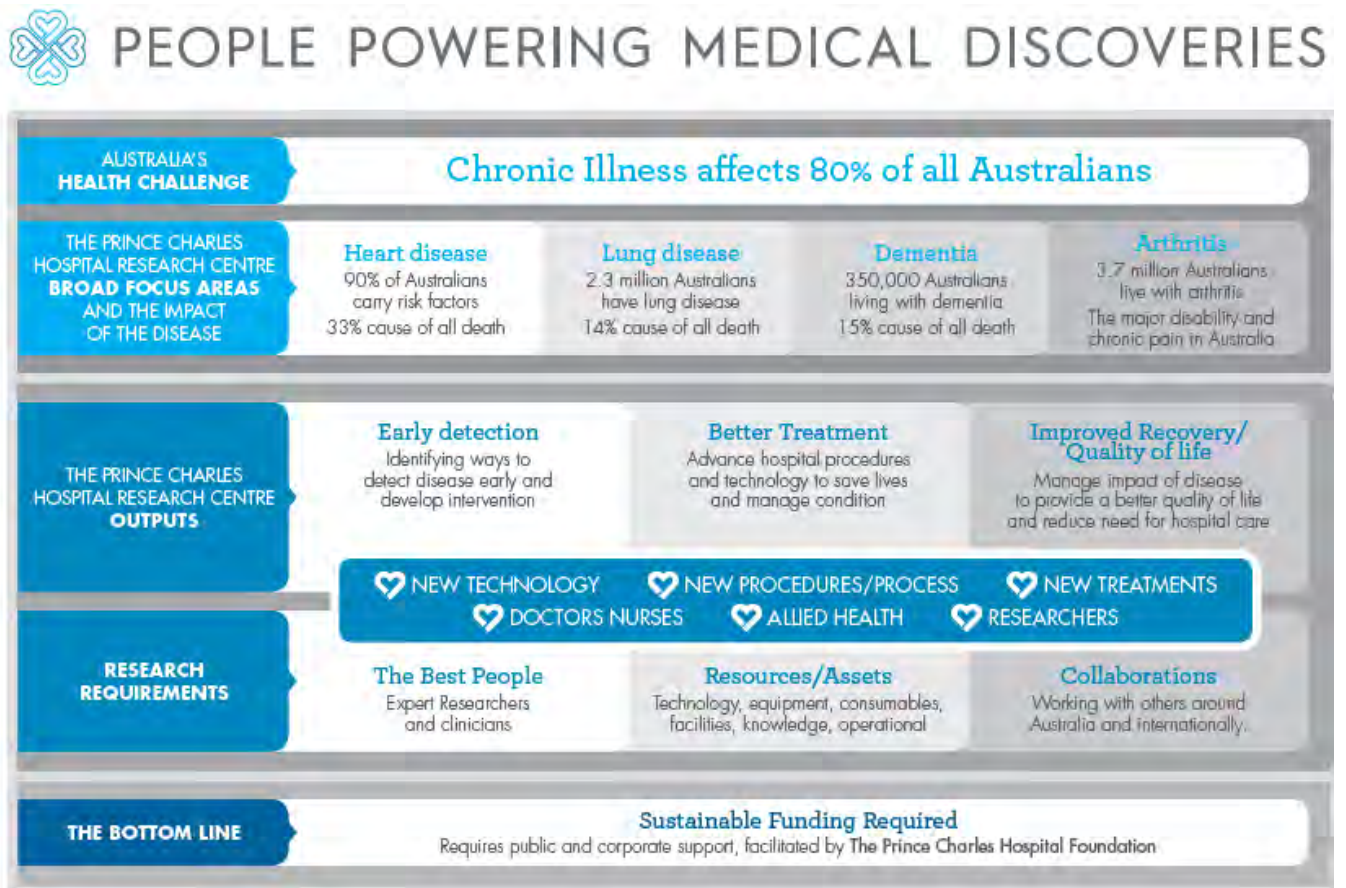 PEOPLE POWERING MEDICAL DISCOVERIES
AUSTRALIA'S
HEALTH CHALLENGE
Chronic Illness affects 80% of all Australians
THE PRINCE CHARLES
HOSPITAL RESEARCH CENTRE
BROAD FOCUS AREAS
AND THE IMPACT
OF THE DISEASE
Heart disease
90% of Australians
carry risk factors
33% cause of all death
Lung disease
2.3 million Australians
have lung disease
14% cause of all death
Dementia
350,000 Australians
living with dementia
15% cause of all death
Arthritis
3.7 million Australians
live with arthritis
The major disability and
chronic pain in Australia
THE PRINCE CHARLES
HOSPITAL RESEARCH CENTRE
OUTPUTS
Early detection
Identifying ways to
detect disease early and
develop intervention
Better Treatment
Advance hospital procedures
and technology to save lives
and manage condition
Improved Recovery/
Quality of life
Manage impact of disease
to provide a better quality of life
and reduce need for hospital care
NEW TECHNOLOGY NEW PROCEDURES/PROCESS NEW TREATMENTS
DOCTORS NURSES ALLIED HEALTH RESEARCHERS
RESEARCH
REQUIREMENTS
The Best People
Expert Researchers
and clinicians
Resources/Assets
Technology, equipment, consumables,
facilities, knowledge, operational
Collaborations
Working with others around
Australia and internationally.
THE BOTTOM LINE
Sustainable Funding Required
Requires public and corporate support, facilitated by The Prince Charles Hospital Foundation